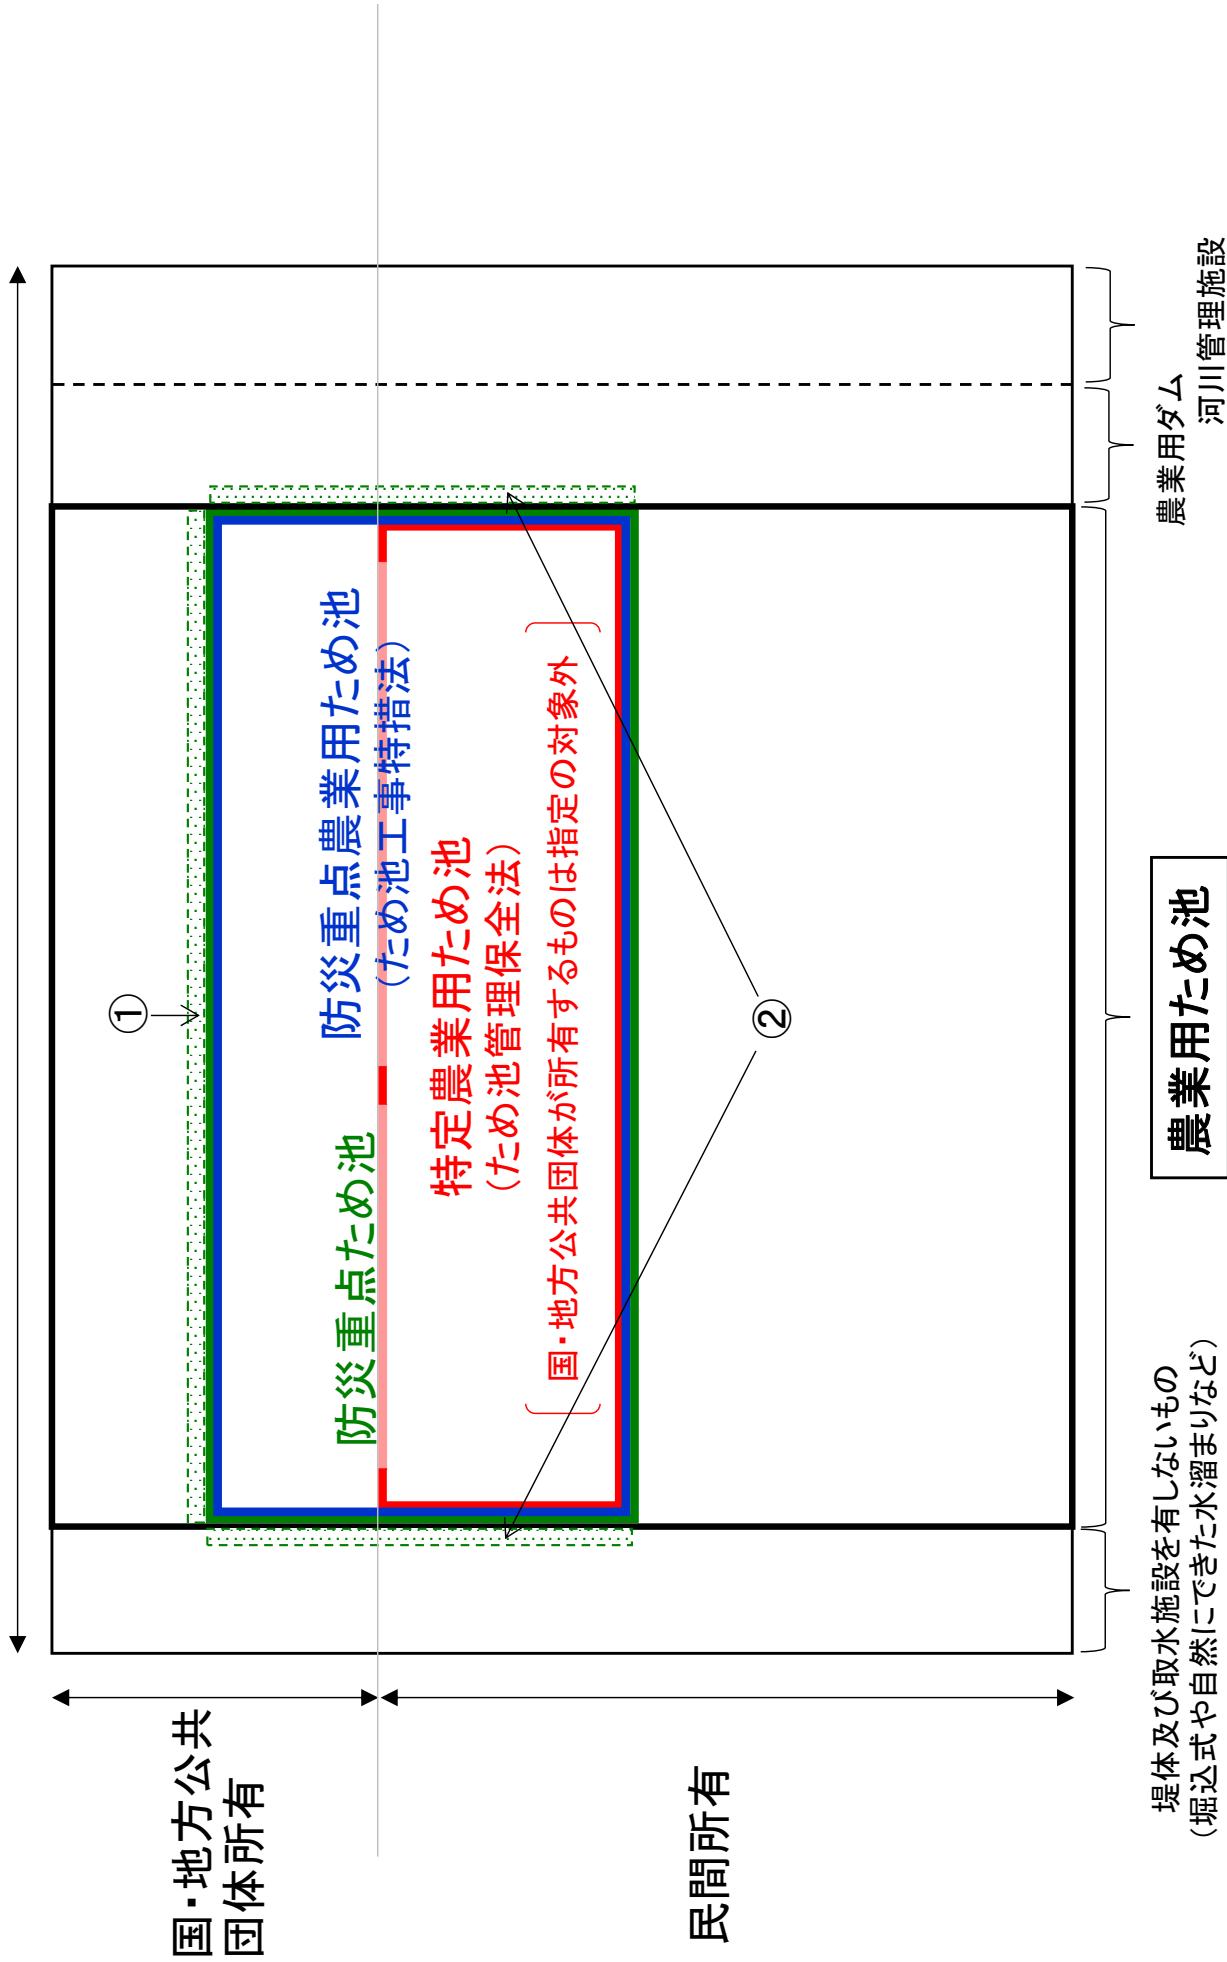 ①
国・地方公共
団体所有
防災重点ため池
防災重点農業用ため池
（ため池工事特措法）
特定農業用ため池
（ため池管理保全法）
国・地方公共団体が所有するものは指定の対象外
民間所有
②
堤体及び取水施設を有しないもの
（堀込式や自然にできた水溜まりなど）
農業用ため池
農業用ダム
河川管理施設